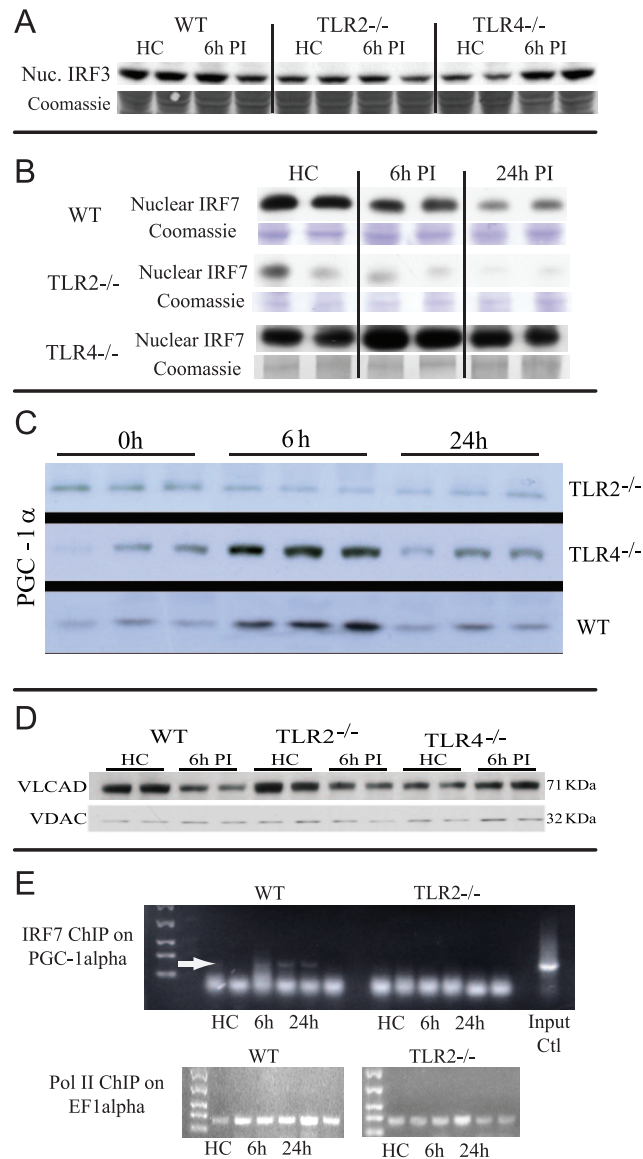 A
WT TLR2-/- TLR4-/-
HC 6h PI HC 6h PI HC 6h PI
Nuc. IRF3
Coomassie
B
HC 6h PI 24h PI
WT Nuclear IRF7
Coomassie
TLR2-/- Nuclear IRF7
Coomassie
TLR4-/- Nuclear IRF7
Coomassie
C
0h 6 h 24h
PGC -1α
TLR2-/-
TLR4-/-
WT
D
WT TLR2-/- TLR4-/-
HC 6h PI HC 6h PI HC 6h PI
VLCAD 71 KDa
VDAC 32 KDa
E
WT TLR2-/-
IRF7 ChIP on
PGC-1alpha
HC 6h 24h HC 6h 24h Input
Ctl
WT TLR2-/-
Pol II ChIP on
EF1alpha
HC 6h 24h HC 6h 24h